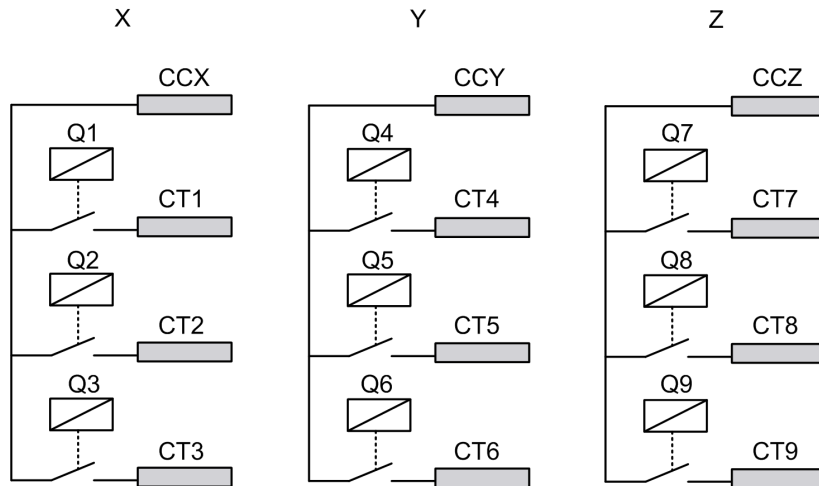 X Y Z
CCX CCY CCZ
Q1 Q4 Q7
CT1 CT4 CT7
Q2 Q5 Q8
CT2 CT5 CT8
Q3 Q6 Q9
CT3 CT6 CT9